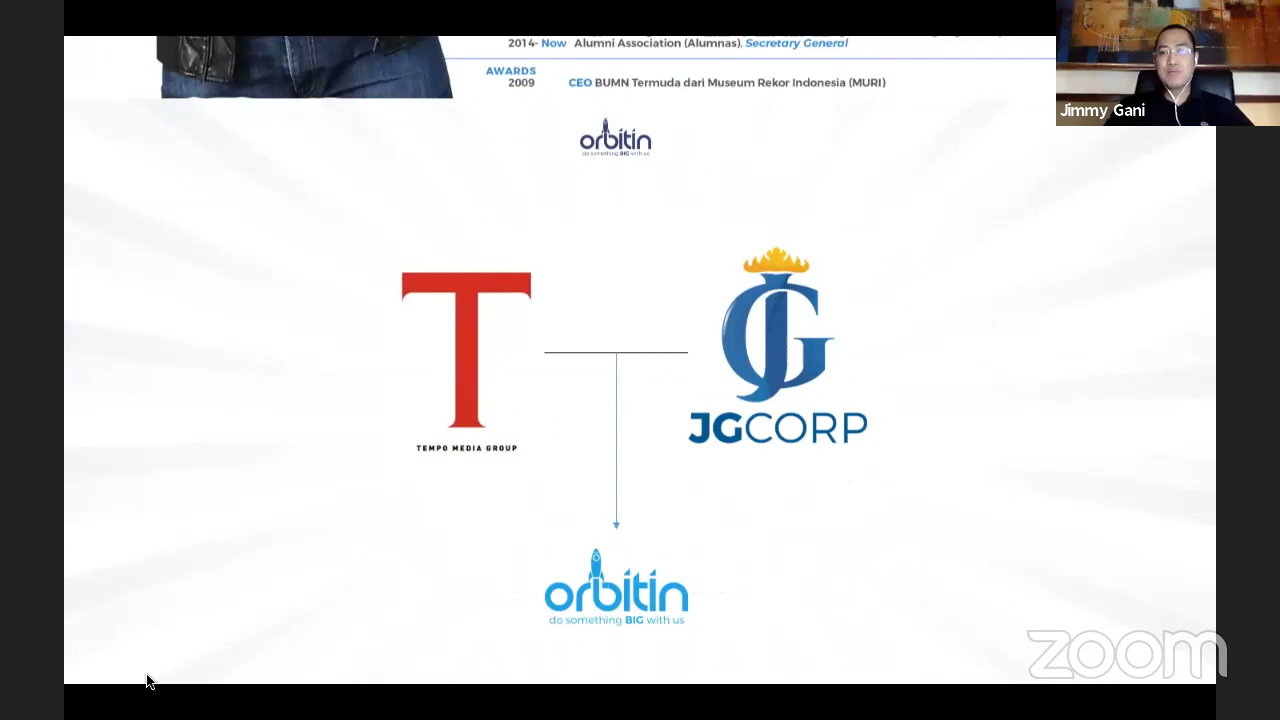 2014- Now Alumni Association (Alumnas), Secretary General
AWARDS
2009 CEO BUMN Termuda dari Museum Rekor Indonesia (MURI)
Jimmy Gani
orbitin
do something BIG with us
T
TEMPO MEDIA GROUP
JG
JGCORP
orbitin
do something BIG with us
zoom